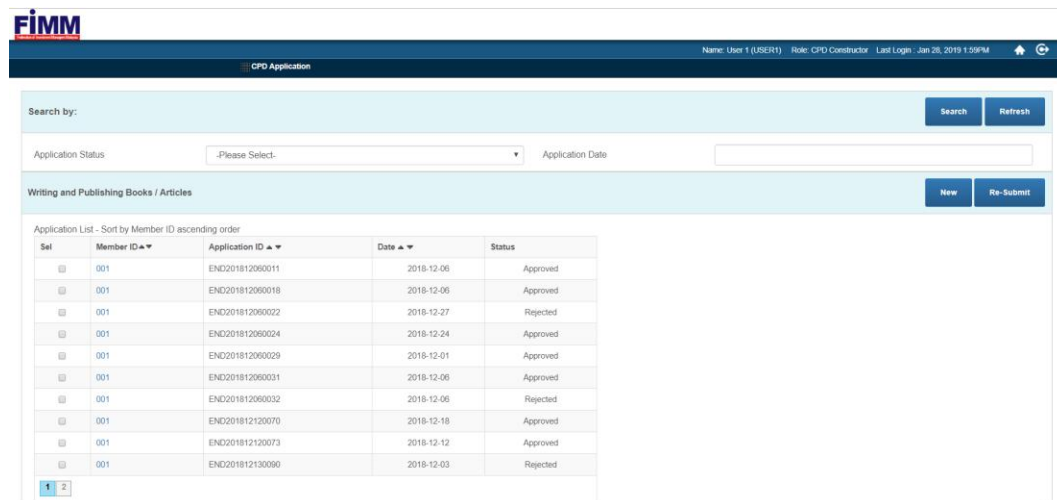 FiMM
Name: User 1 (USER1) Role: CPD Constructor Last Login : Jan 28, 2019 1:59PM
CPD Application
Search by: Search Refresh
Application Status -Please Select- Application Date
Writing and Publishing Books / Articles New Re-Submit
Application List - Sort by Member ID ascending order
Sel Member ID Application ID Date Status
001 END201812060011 2018-12-06 Approved
001 END201812060018 2018-12-06 Approved
001 END201812060022 2018-12-27 Rejected
001 END201812060024 2018-12-24 Approved
001 END201812060029 2018-12-01 Approved
001 END201812060031 2018-12-06 Approved
001 END201812060032 2018-12-06 Rejected
001 END201812120070 2018-12-18 Approved
001 END201812120073 2018-12-12 Approved
001 END201812130090 2018-12-03 Rejected
1 2